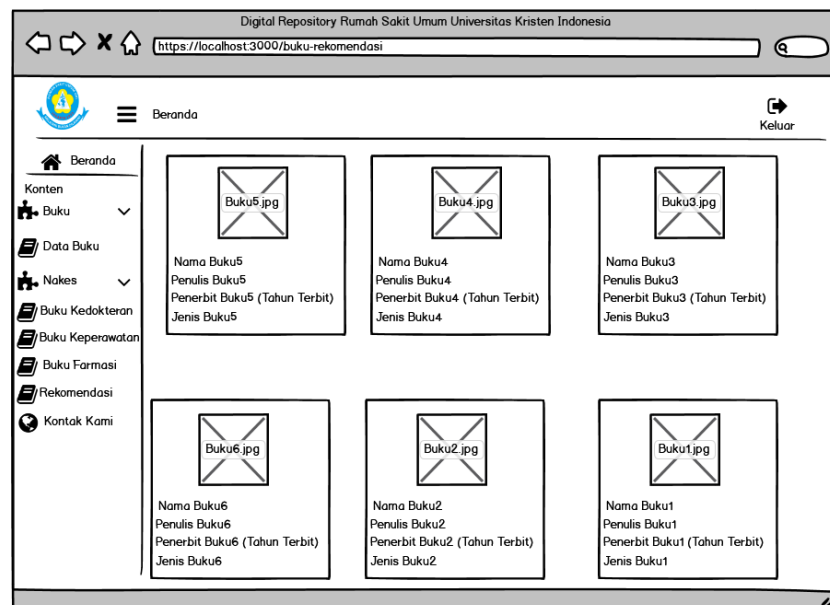 Digital Repository Rumah Sakit Umum Universitas Kristen Indonesia
https://localhost:3000/buku-rekomendasi
Beranda
Keluar
Beranda
Konten
Buku
Data Buku
Nakes
Buku Kedokteran
Buku Keperawatan
Buku Farmasi
Rekomendasi
Kontak Kami
Buku5.jpg
Nama Buku5
Penulis Buku5
Penerbit Buku5 (Tahun Terbit)
Jenis Buku5
Buku4.jpg
Nama Buku4
Penulis Buku4
Penerbit Buku4 (Tahun Terbit)
Jenis Buku4
Buku3.jpg
Nama Buku3
Penulis Buku3
Penerbit Buku3 (Tahun Terbit)
Jenis Buku3
Buku6.jpg
Nama Buku6
Penulis Buku6
Penerbit Buku6 (Tahun Terbit)
Jenis Buku6
Buku2.jpg
Nama Buku2
Penulis Buku2
Penerbit Buku2 (Tahun Terbit)
Jenis Buku2
Buku1.jpg
Nama Buku1
Penulis Buku1
Penerbit Buku1 (Tahun Terbit)
Jenis Buku1